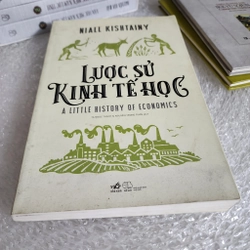 NIALL KISHTAINY
LƯỢC SỬ
KINH TẾ HỌC
A LITTLE HISTORY OF ECONOMICS